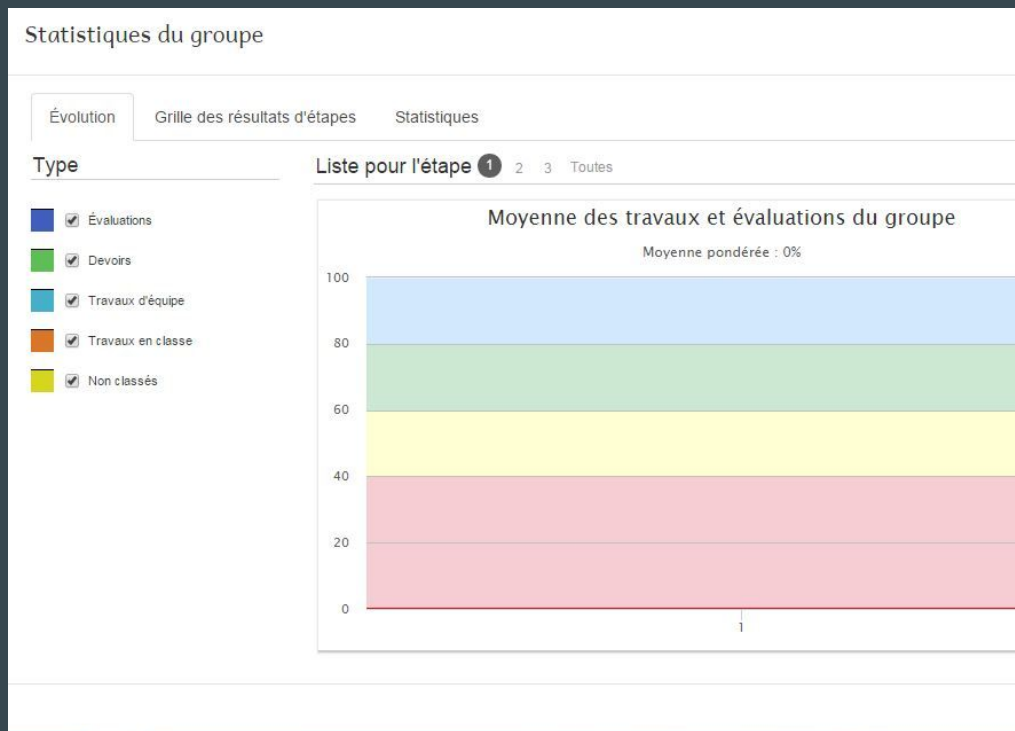 Statistiques du groupe
Évolution Grille des résultats d'étapes Statistiques
Type
Liste pour l'étape 1 2 3 Toutes
Évaluations
Devoirs
Travaux d'équipe
Travaux en classe
Non classés
Moyenne des travaux et évaluations du groupe
Moyenne pondérée : 0%
100
80
60
40
20
0
1